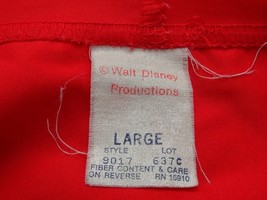 © Walt Disney
Productions
LARGE
STYLE LOT
9017 637C
FIBER CONTENT & CARE
ON REVERSE RN 15910